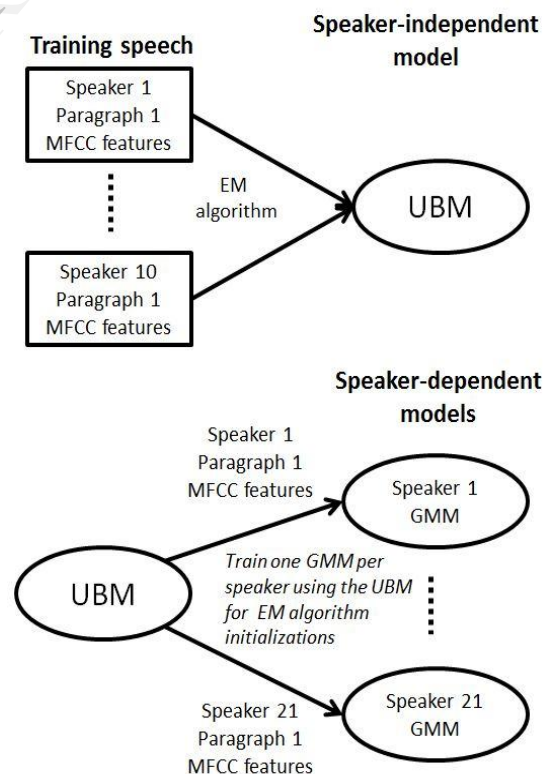 Speaker-independent
model
Training speech
Speaker 1
Paragraph 1
MFCC features
EM
algorithm
UBM
Speaker 10
Paragraph 1
MFCC features
Speaker-dependent
models
Speaker 1
Paragraph 1
MFCC features
Speaker 1
GMM
UBM
Train one GMM per
speaker using the UBM
for EM algorithm
initializations
Speaker 21
Paragraph 1
MFCC features
Speaker 21
GMM